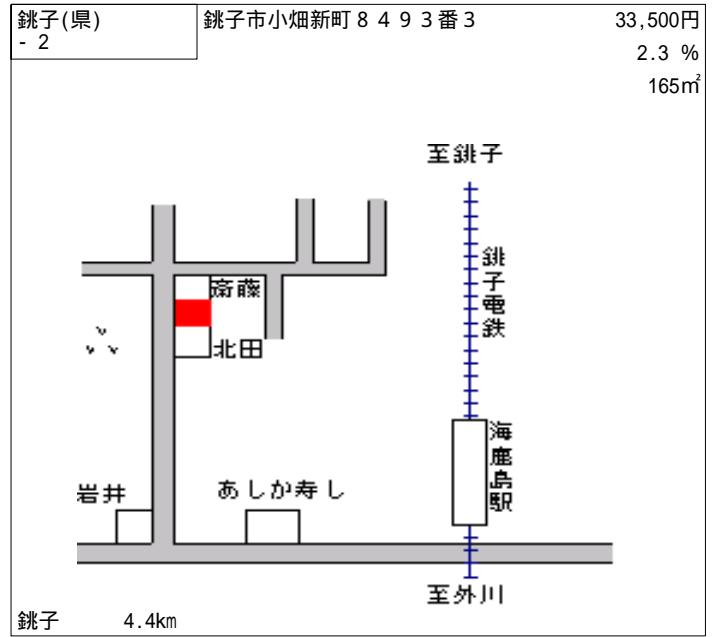 銚子(県)
- 2
銚子市小畑新町８４９３番３
33,500円
2.3 %
165㎡
至銚子
銚子電鉄
斎藤
北田
海鹿島駅
岩井
あしか寿し
至外川
銚子 4.4km